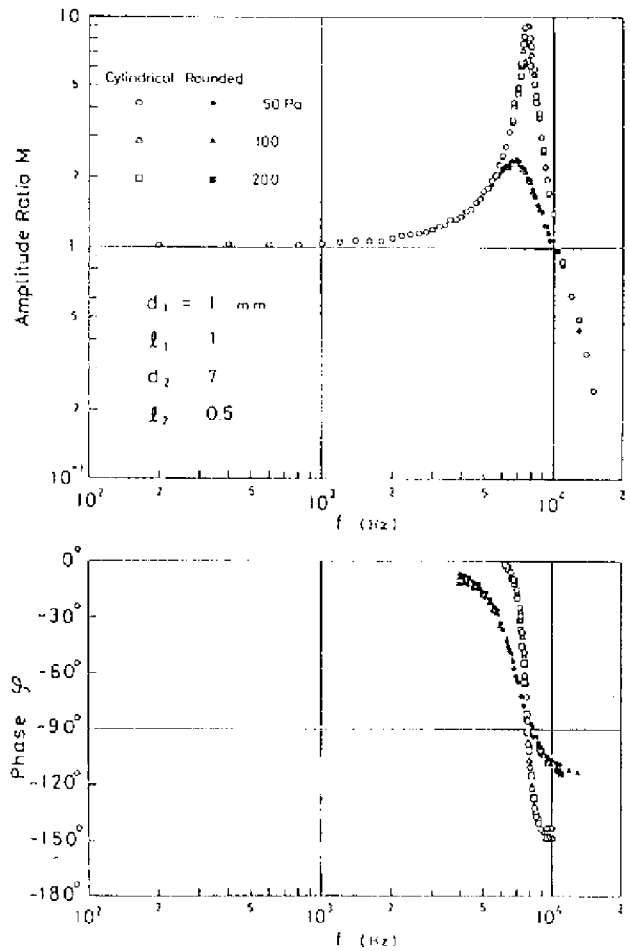 10
5
2
1
5
2
10⁻¹
Amplitude Ratio M
Cylindrical Rounded
○ • 50 Pa
△ ▲ 100
□ ■ 200
d₁ = 1 mm
ℓ₁ 1
d₂ 7
ℓ₂ 0.5
10² 5 10³ 2 5 10⁴ 2
f (Hz)
0°
-30°
-60°
-90°
-120°
-150°
-180°
Phase φ
10² 2 5 10³ 2 5 10⁴ 2
f (Hz)